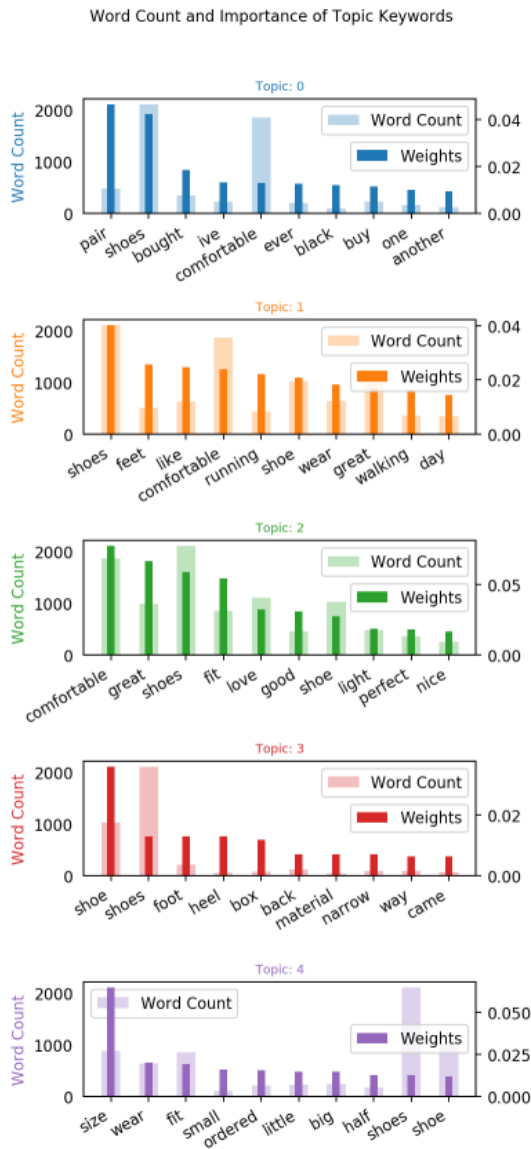 Word Count and Importance of Topic Keywords
Topic: 0
Word Count
2000
1000
0
0.04
0.02
0.00
Word Count
Weights
pair shoes bought ive comfortable ever black buy one another
Topic: 1
Word Count
2000
1000
0
0.04
0.02
0.00
Word Count
Weights
shoes feet like comfortable running shoe wear great walking day
Topic: 2
Word Count
2000
1000
0
0.05
0.00
Word Count
Weights
comfortable great shoes fit love good shoe light perfect nice
Topic: 3
Word Count
2000
1000
0
0.02
0.00
Word Count
Weights
shoe shoes foot heel box back material narrow way came
Topic: 4
Word Count
2000
1000
0
0.050
0.025
0.000
Word Count
Weights
size wear fit small ordered little big half shoes shoe